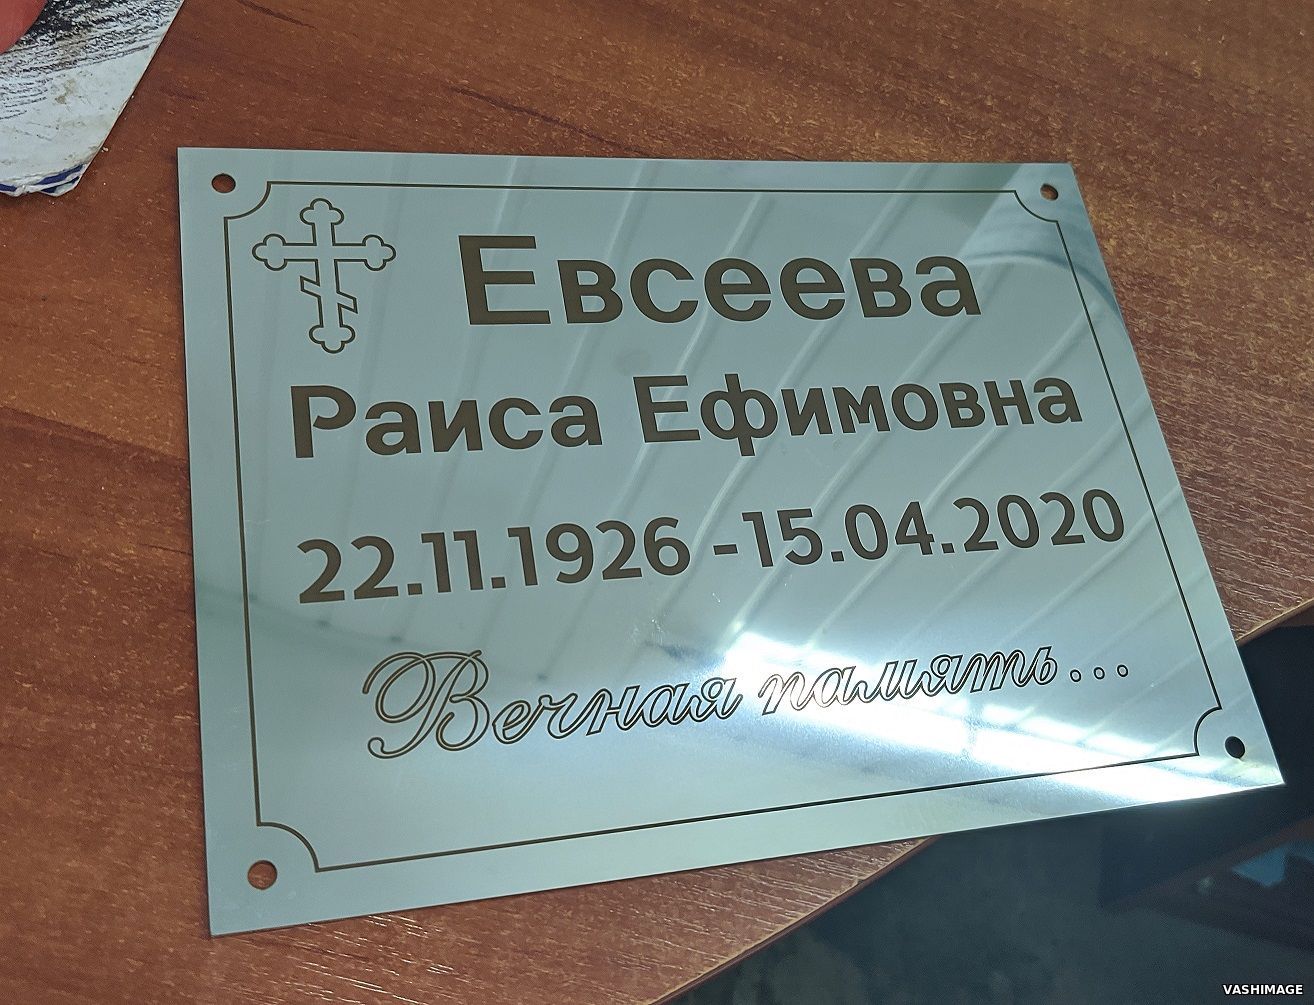 Евсеева
Раиса Ефимовна
22.11.1926 -15.04.2020
Вечная память...
VASHIMAGE